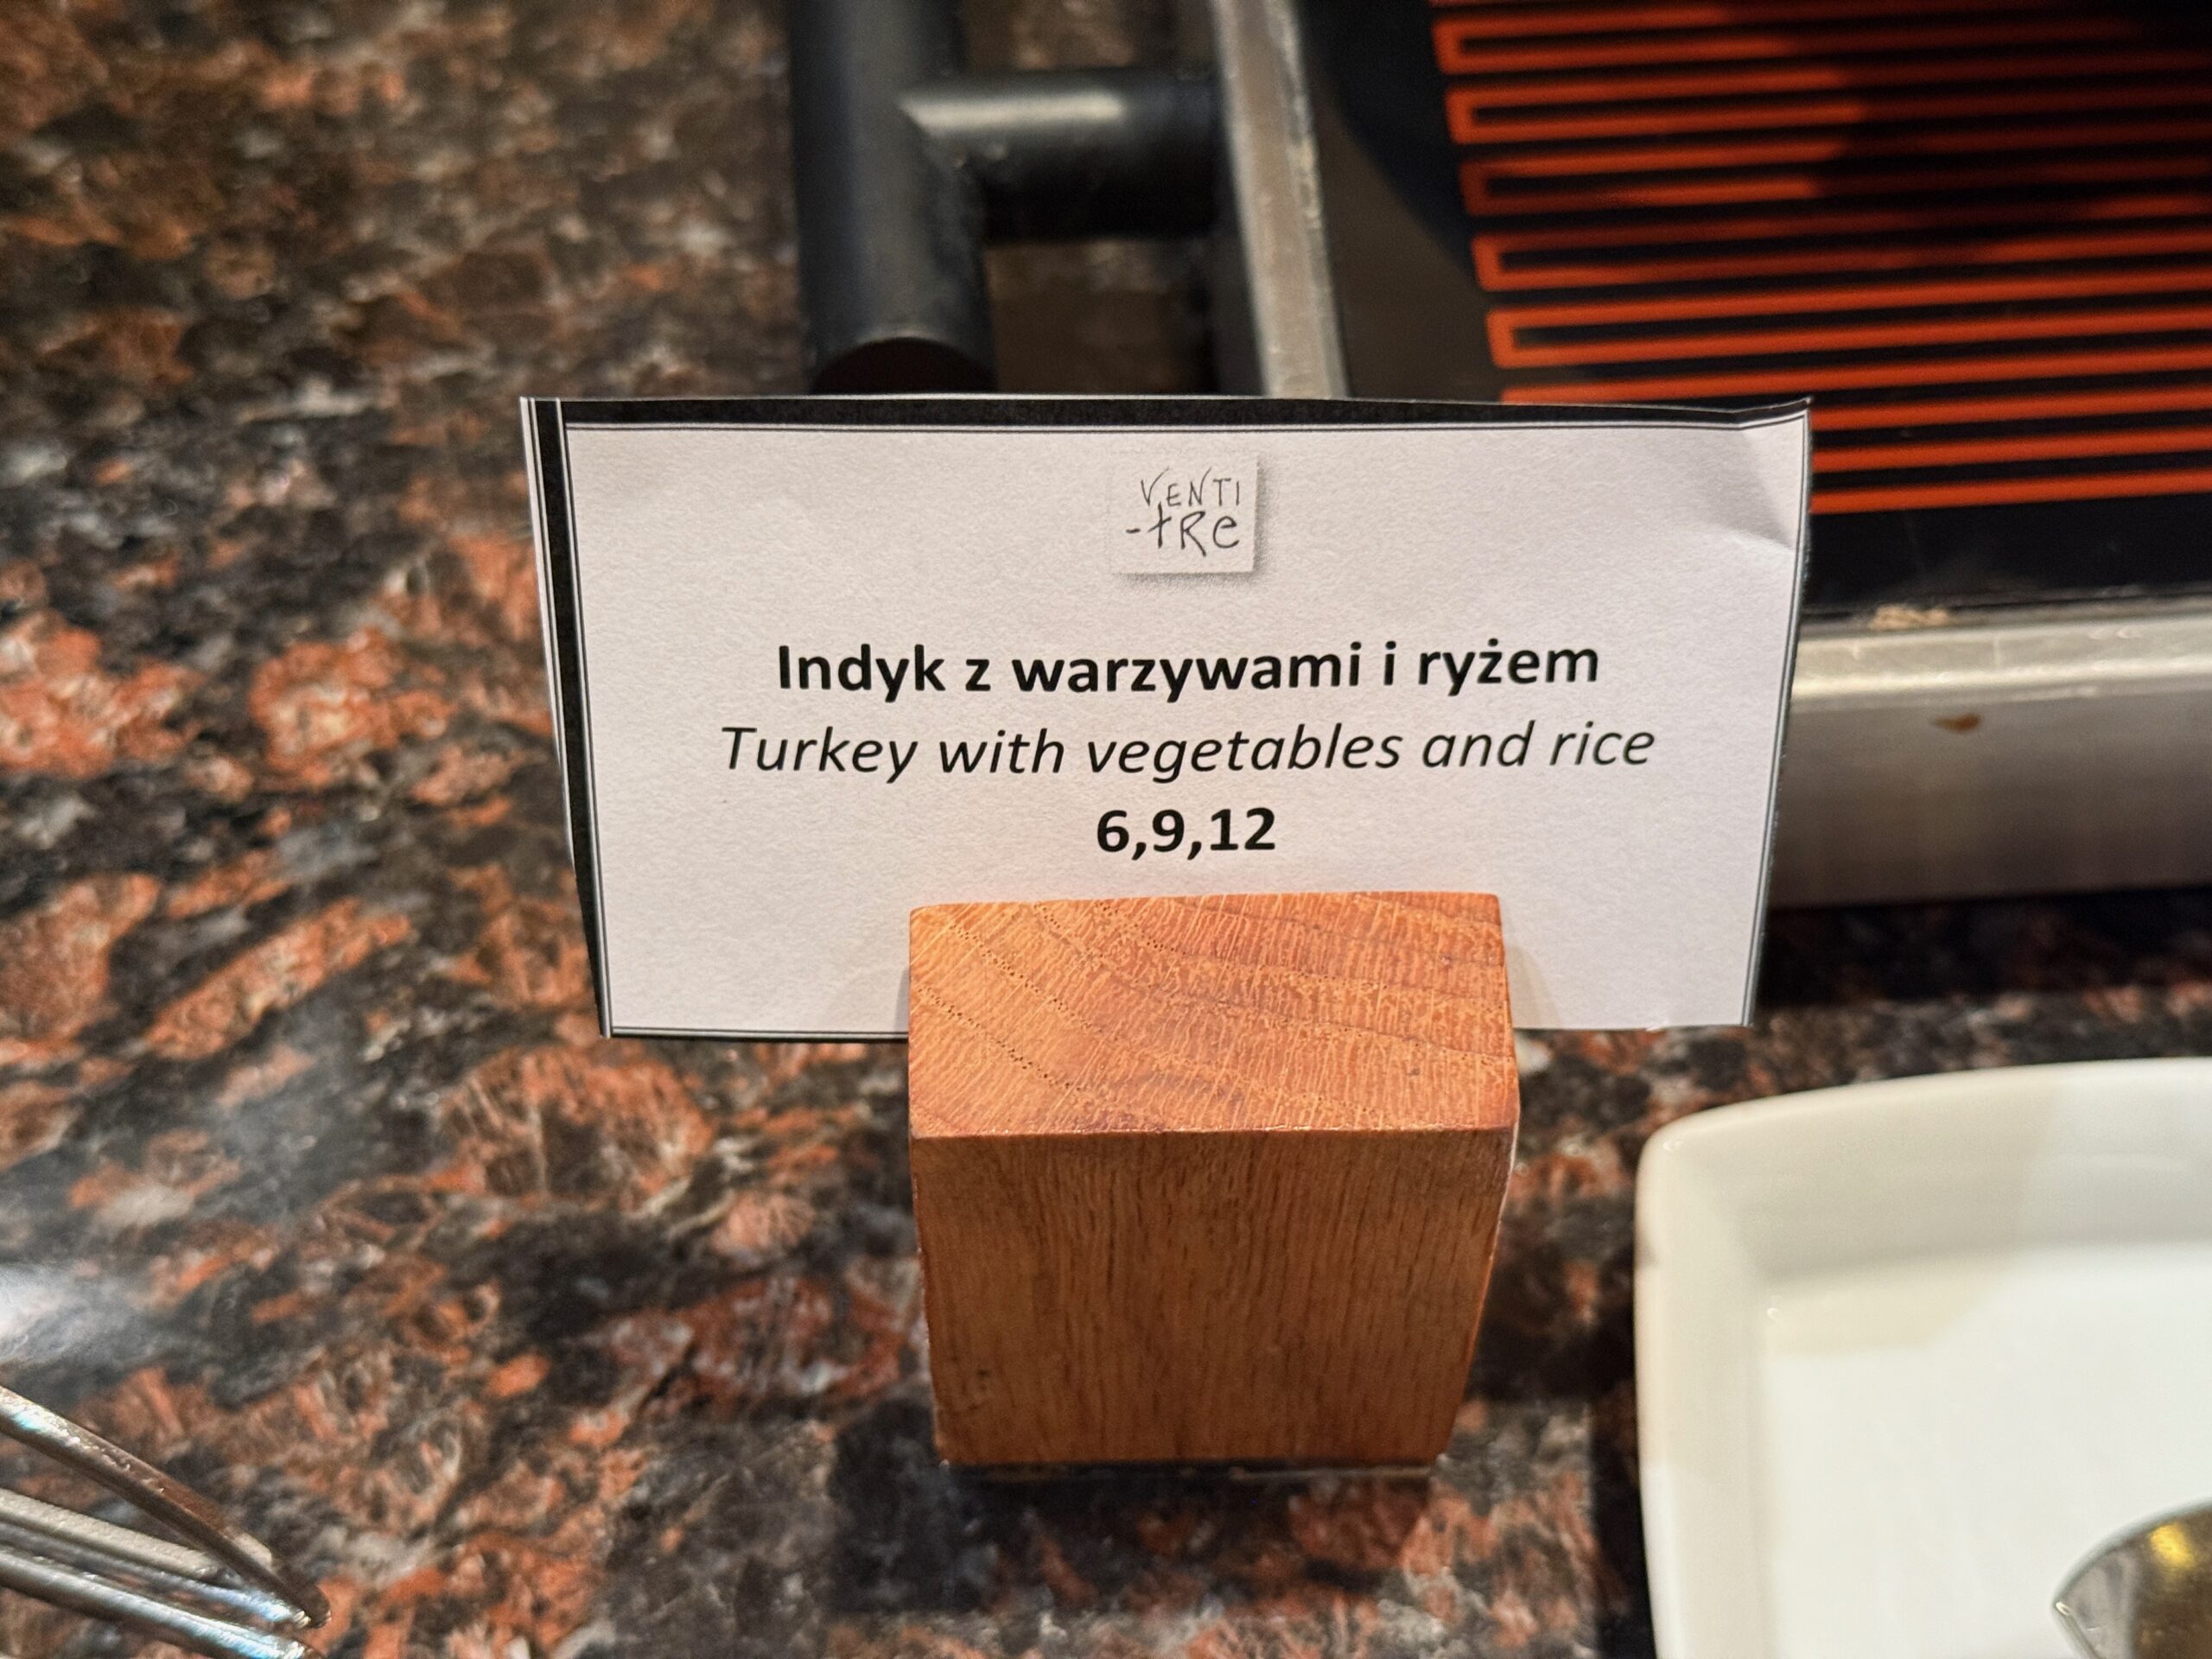 VENTI
-tRe
Indyk z warzywami i ryżem
Turkey with vegetables and rice
6,9,12